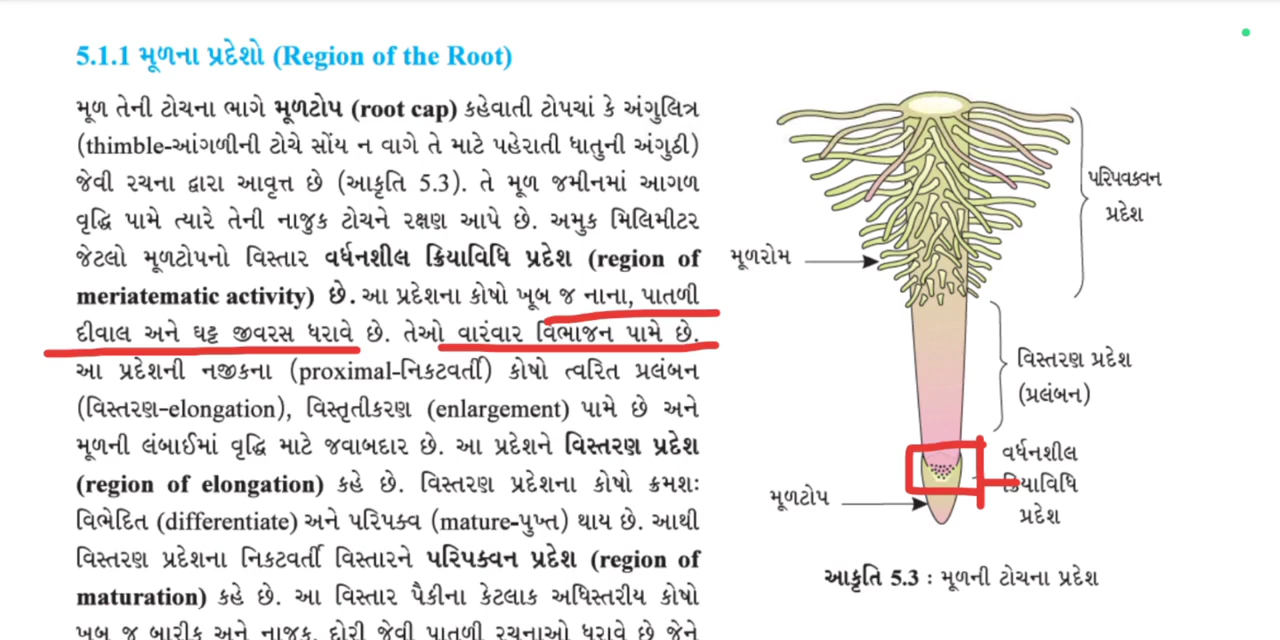 5.1.1 મૂળના પ્રદેશો (Region of the Root)
મૂળ તેની ટોચના ભાગે મૂળટોપ (root cap) કહેવાતી ટોપચાં કે અંગુલિત્ર
(thimble-આંગળીની ટોચે સોંય ન વાગે તે માટે પહેરાતી ધાતુની અંગુઠી)
જેવી રચના દ્વારા આવૃત્ત છે (આકૃતિ 5.3). તે મૂળ જમીનમાં આગળ
વૃદ્ધિ પામે ત્યારે તેની નાજુક ટોચને રક્ષણ આપે છે. અમુક મિલિમીટર
જેટલો મૂળટોપનો વિસ્તાર વર્ધનશીલ ક્રિયાવિધિ પ્રદેશ (region of
meriatematic activity) છે. આ પ્રદેશના કોષો ખૂબ જ નાના, પાતળી
દીવાલ અને ઘટ્ટ જીવરસ ધરાવે છે. તેઓ વારંવાર વિભાજન પામે છે.
આ પ્રદેશની નજીકના (proximal-નિકટવર્તી) કોષો ત્વરિત પ્રલંબન
(વિસ્તરણ-elongation), વિસ્તૃતીકરણ (enlargement) પામે છે અને
મૂળની લંબાઈમાં વૃદ્ધિ માટે જવાબદાર છે. આ પ્રદેશને વિસ્તરણ પ્રદેશ
(region of elongation) કહે છે. વિસ્તરણ પ્રદેશના કોષો ક્રમશઃ
વિભેદિત (differentiate) અને પરિપક્વ (mature-પુખ્ત) થાય છે. આથી
વિસ્તરણ પ્રદેશના નિકટવર્તી વિસ્તારને પરિપક્વન પ્રદેશ (region of
maturation) કહે છે. આ વિસ્તાર પૈકીના કેટલાક અધિસ્તરીય કોષો
ખૂબ જ બારીક અને નાજુક, દોરી જેવી પાતળી રચનાઓ ધરાવે છે જેને
પરિપક્વન
પ્રદેશ
મૂળરોમ
વિસ્તરણ પ્રદેશ
(પ્રલંબન)
વર્ધનશીલ
ક્રિયાવિધિ
પ્રદેશ
મૂળટોપ
આકૃતિ 5.3 : મૂળની ટોચના પ્રદેશ